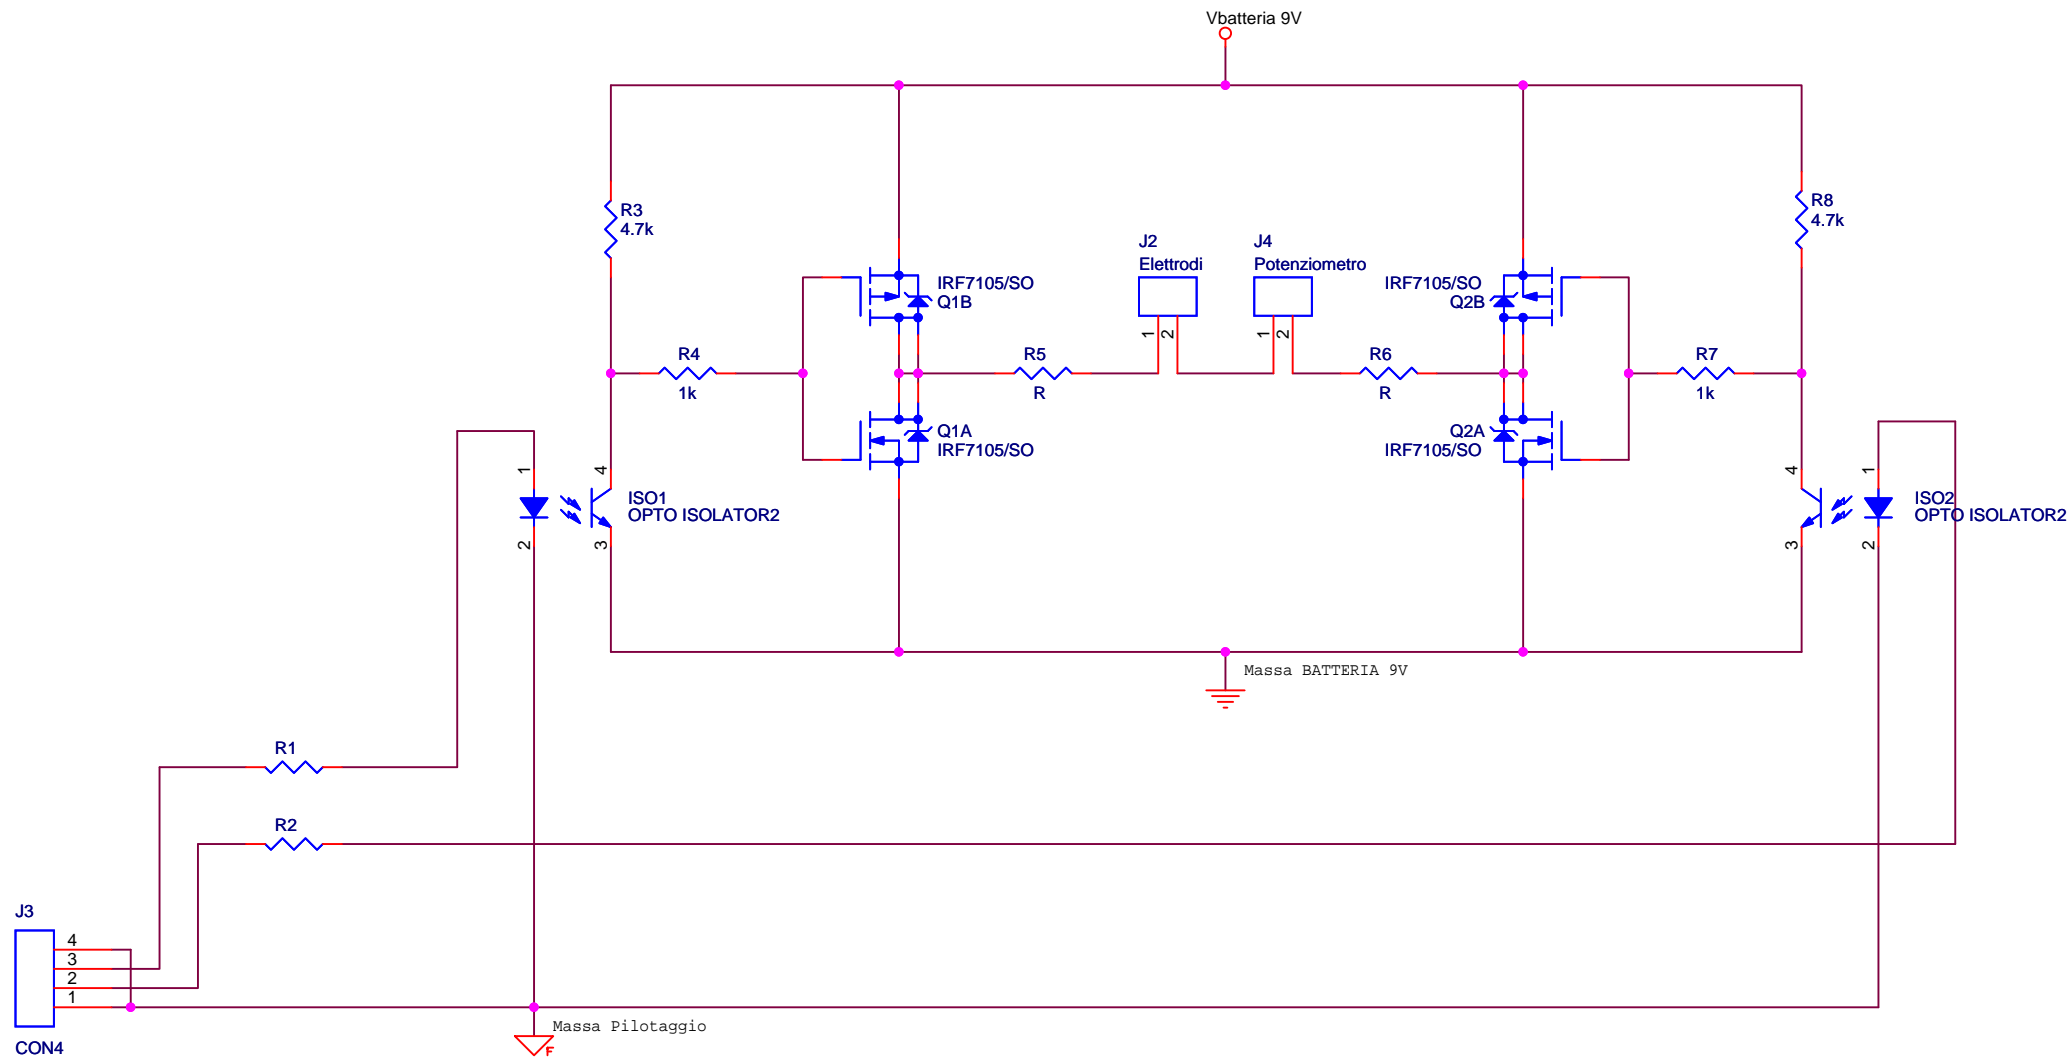 Vbatteria 9V
R3
4.7k
R8
4.7k
J2
Elettrodi
J4
Potenziometro
1
2
1
2
IRF7105/SO
Q1B
IRF7105/SO
Q2B
R4
1k
R5
R
R6
R
R7
1k
Q1A
IRF7105/SO
Q2A
IRF7105/SO
1
2
4
3
ISO1
OPTO ISOLATOR2
4
3
1
2
ISO2
OPTO ISOLATOR2
Massa BATTERIA 9V
R1
R2
J3
4
3
2
1
CON4
Massa Pilotaggio
F